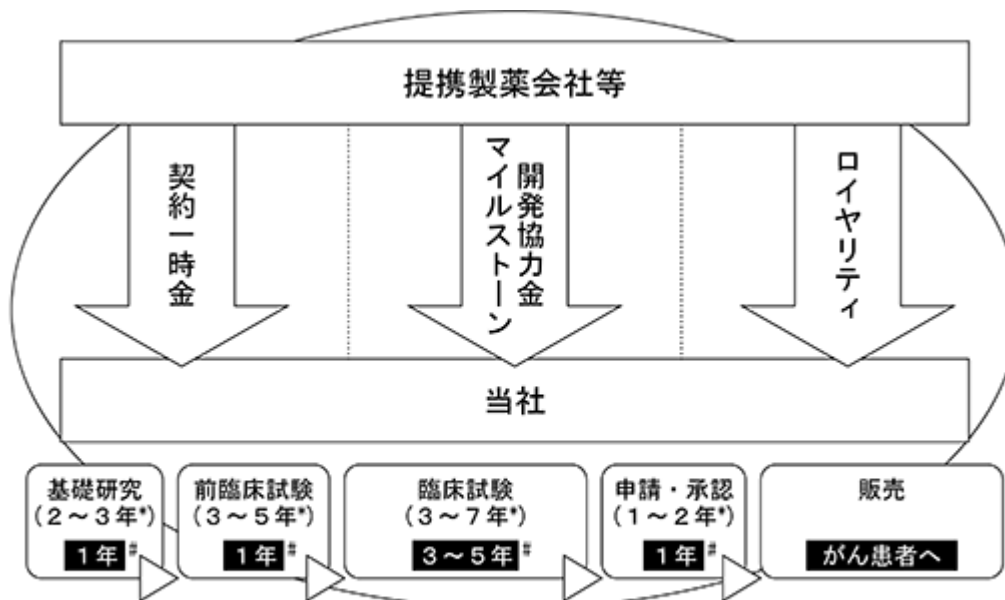 提携製薬会社等
契約一時金
開発協力金
マイルストーン
ロイヤリティ
当社
基礎研究
(2～3年*)
1年#
前臨床試験
(3～5年*)
1年#
臨床試験
(3～7年*)
3～5年#
申請・承認
(1～2年*)
1年#
販売
がん患者へ